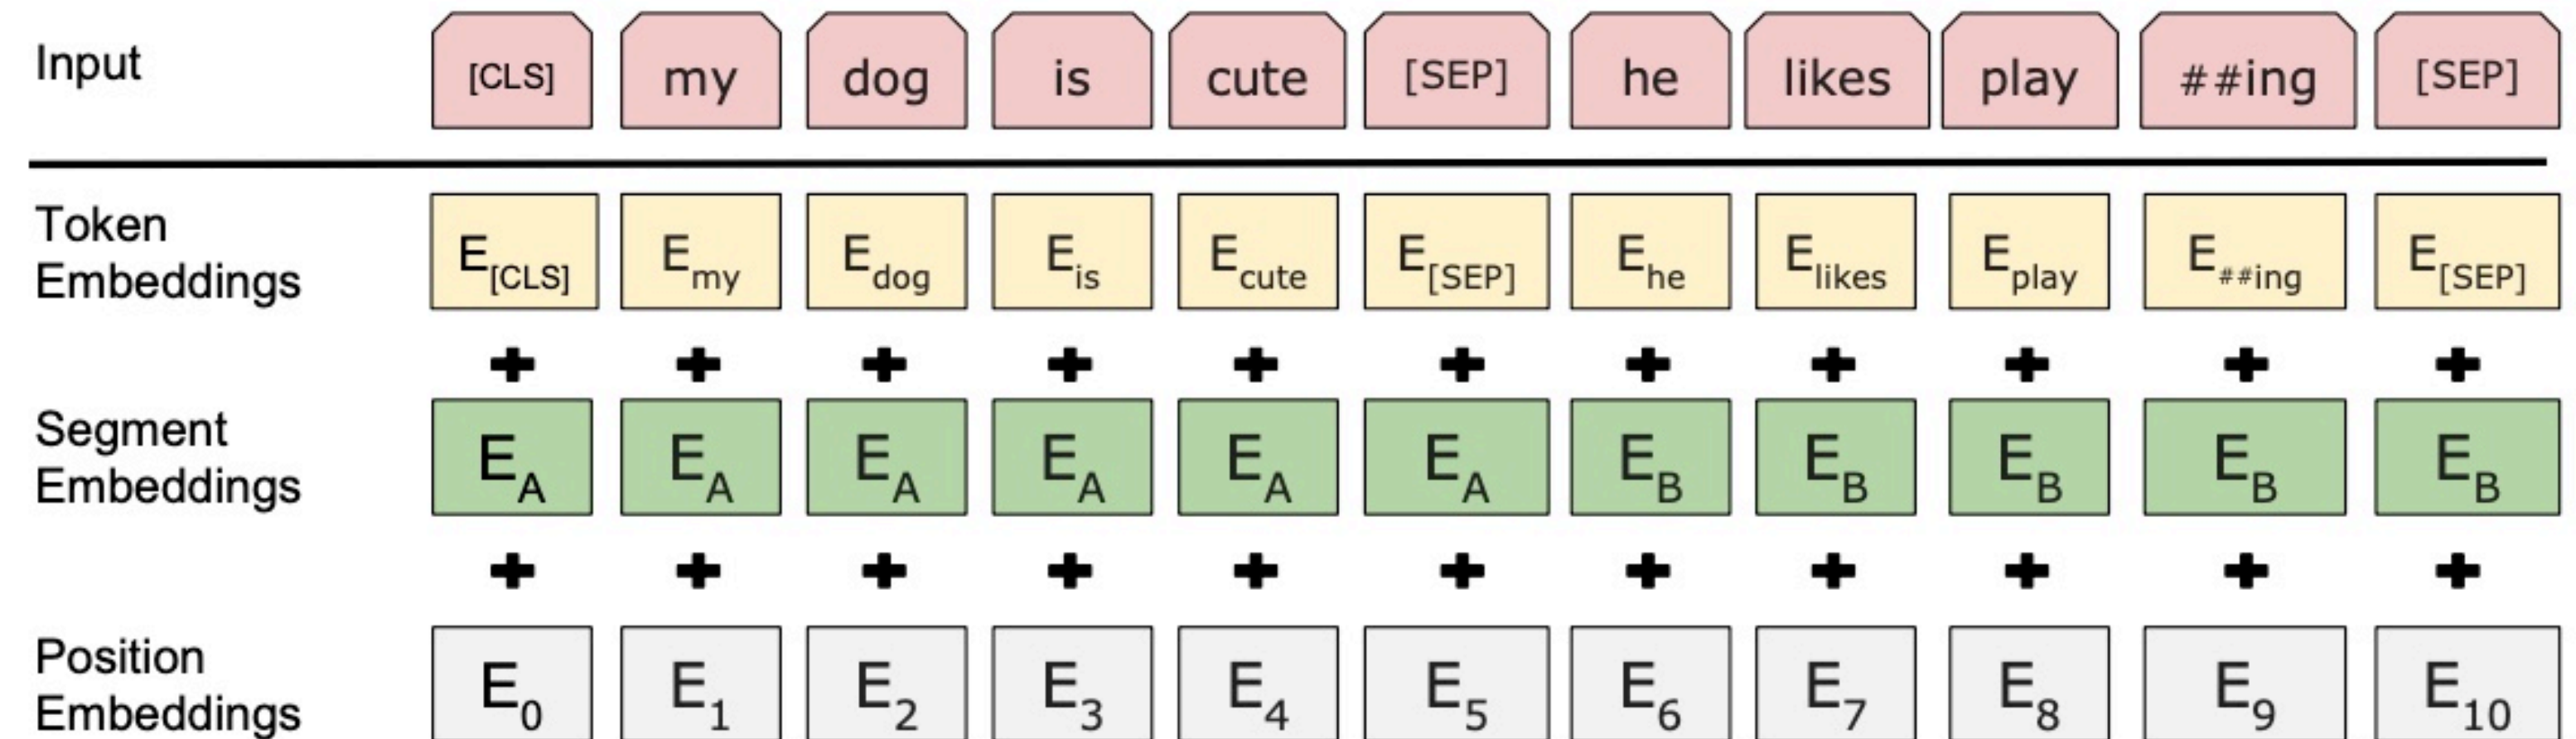 Input [CLS] my dog is cute [SEP] he likes play ##ing [SEP]
Token
Embeddings E[CLS] Emy Edog Eis Ecute E[SEP] Ehe Elikes Eplay E##ing E[SEP]
+ + + + + + + + + + +
Segment
Embeddings EA EA EA EA EA EA EB EB EB EB EB
+ + + + + + + + + + +
Position
Embeddings E0 E1 E2 E3 E4 E5 E6 E7 E8 E9 E10